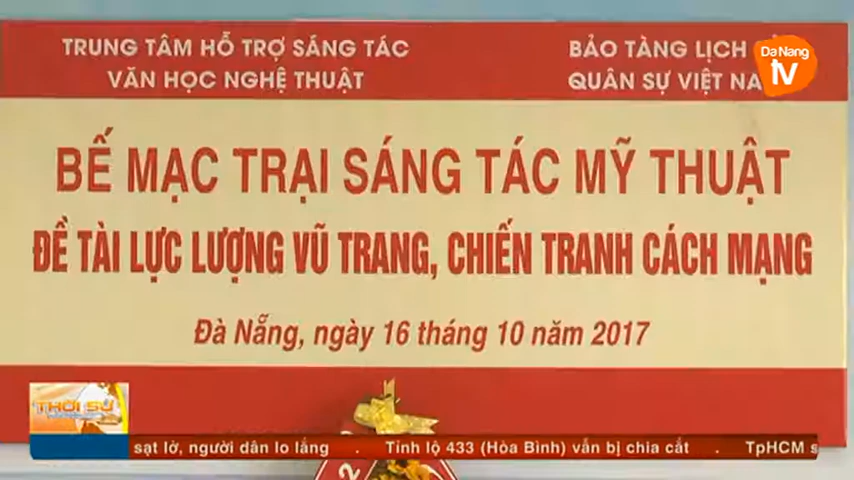 TRUNG TÂM HỖ TRỢ SÁNG TÁC
VĂN HỌC NGHỆ THUẬT
BẢO TÀNG LỊCH
QUÂN SỰ VIỆT NA
Da Nang
tv
BẾ MẠC TRẠI SÁNG TÁC MỸ THUẬT
ĐỀ TÀI LỰC LƯỢNG VŨ TRANG, CHIẾN TRANH CÁCH MẠNG
Đà Nẵng, ngày 16 tháng 10 năm 2017
THỜI SỰ
sạt lở, người dân lo lắng . Tỉnh lộ 433 (Hòa Bình) vẫn bị chia cắt . TpHCM s